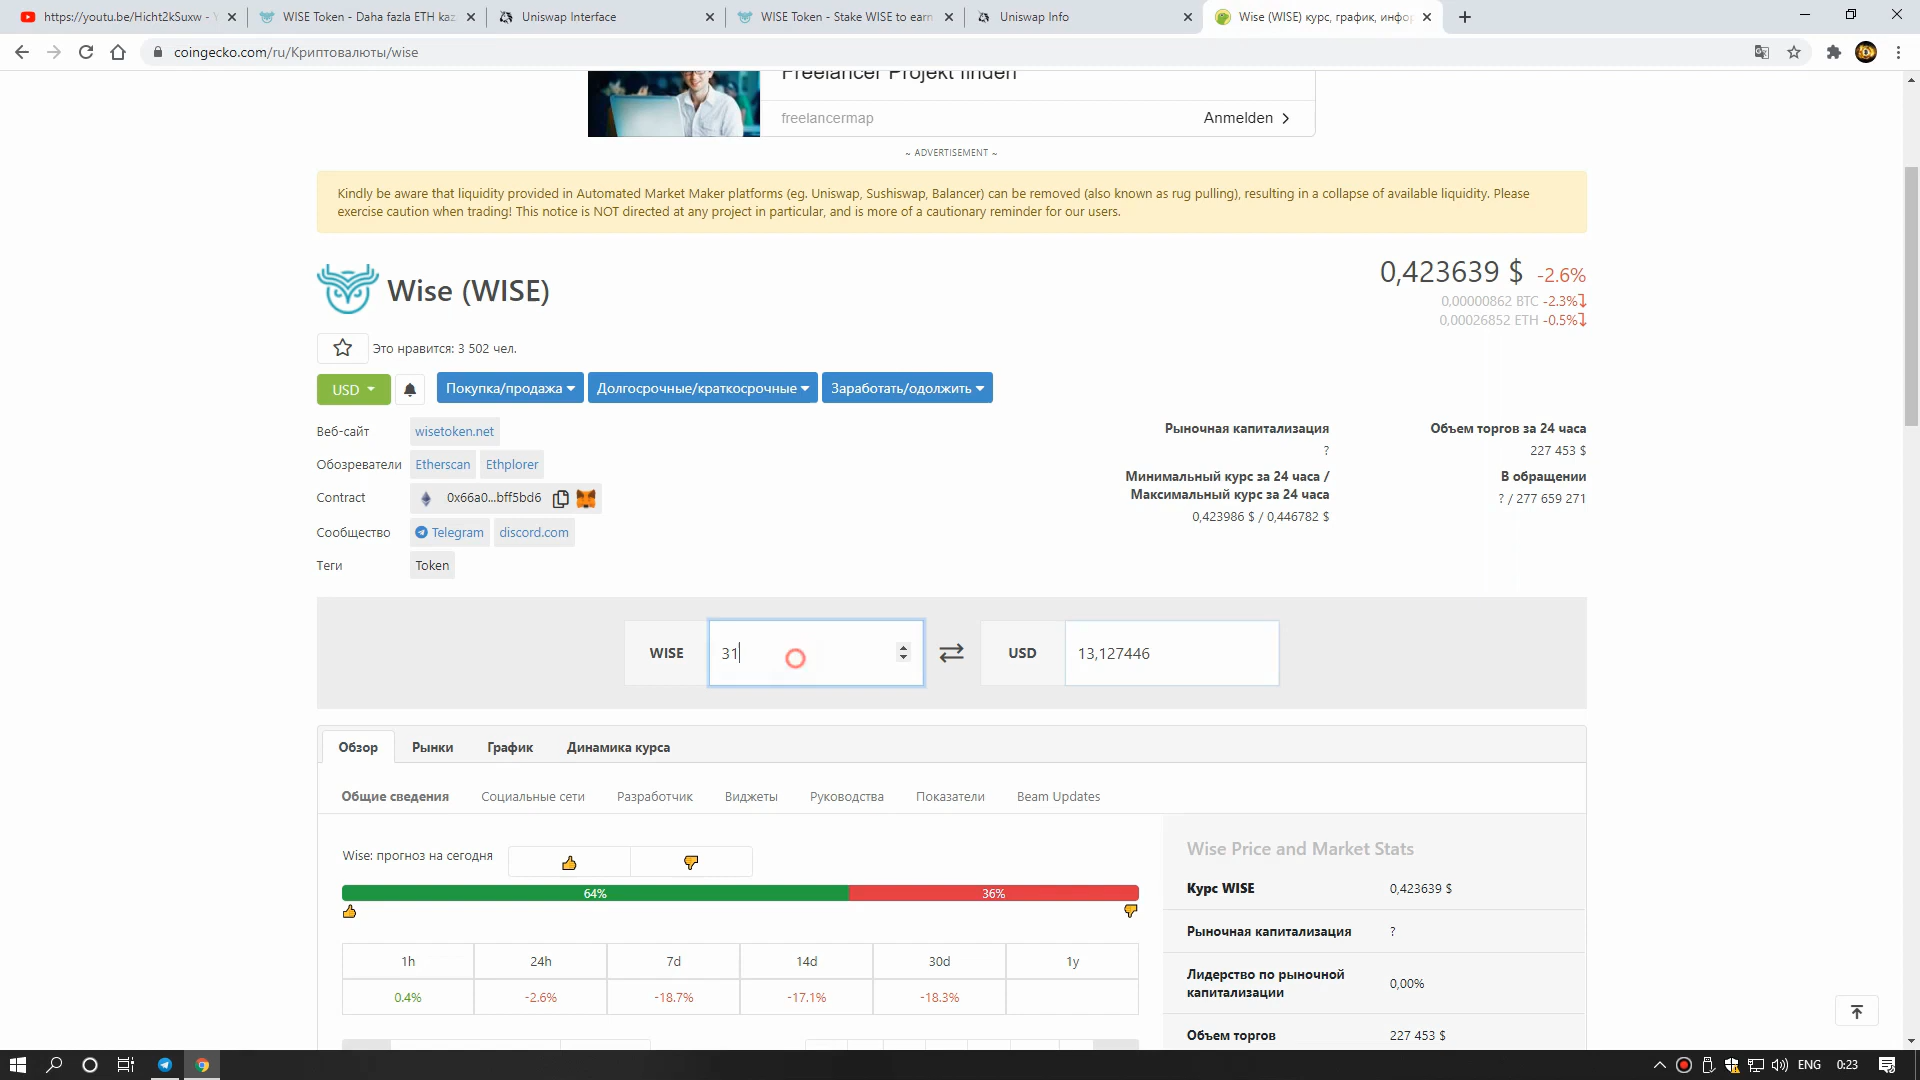 https://youtu.be/Hicht2kSuxw - Y
WISE Token - Daha fazla ETH kaz
Uniswap Interface
WISE Token - Stake WISE to earn
Uniswap Info
Wise (WISE) курс, график, инфор
coingecko.com/ru/Криптовалюты/wise
Freelancer Projekt finden
freelancermap
Anmelden
~ ADVERTISEMENT ~
Kindly be aware that liquidity provided in Automated Market Maker platforms (eg. Uniswap, Sushiswap, Balancer) can be removed (also known as rug pulling), resulting in a collapse of available liquidity. Please
exercise caution when trading! This notice is NOT directed at any project in particular, and is more of a cautionary reminder for our users.
Wise (WISE)
0,423639 $ -2.6%
0,00000862 BTC -2.3%
0,00026852 ETH -0.5%
Это нравится: 3 502 чел.
USD
Покупка/продажа
Долгосрочные/краткосрочные
Заработать/одолжить
Веб-сайт wisetoken.net
Обозреватели Etherscan Ethplorer
Contract 0x66a0...bff5bd6
Сообщество Telegram discord.com
Теги Token
Рыночная капитализация
?
Минимальный курс за 24 часа /
Максимальный курс за 24 часа
0,423986 $ / 0,446782 $
Объем торгов за 24 часа
227 453 $
В обращении
? / 277 659 271
WISE 31
USD 13,127446
Обзор Рынки График Динамика курса
Общие сведения Социальные сети Разработчик Виджеты Руководства Показатели Beam Updates
Wise: прогноз на сегодня
64% 36%
1h 24h 7d 14d 30d 1y
0.4% -2.6% -18.7% -17.1% -18.3%
Wise Price and Market Stats
Курс WISE 0,423639 $
Рыночная капитализация ?
Лидерство по рыночной
капитализации
0,00%
Объем торгов 227 453 $
ENG 0:23